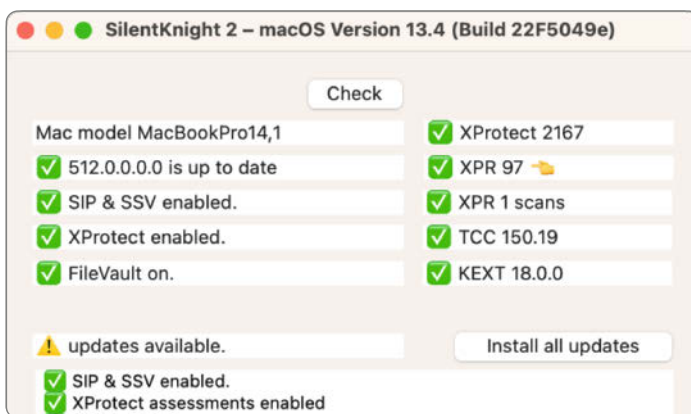 SilentKnight 2 – macOS Version 13.4 (Build 22F5049e)
Check
Mac model MacBookPro14,1
✅ 512.0.0.0.0 is up to date
✅ SIP & SSV enabled.
✅ XProtect enabled.
✅ FileVault on.
✅ XProtect 2167
✅ XPR 97 👈
✅ XPR 1 scans
✅ TCC 150.19
✅ KEXT 18.0.0
⚠️ updates available.
Install all updates
✅ SIP & SSV enabled.
✅ XProtect assessments enabled